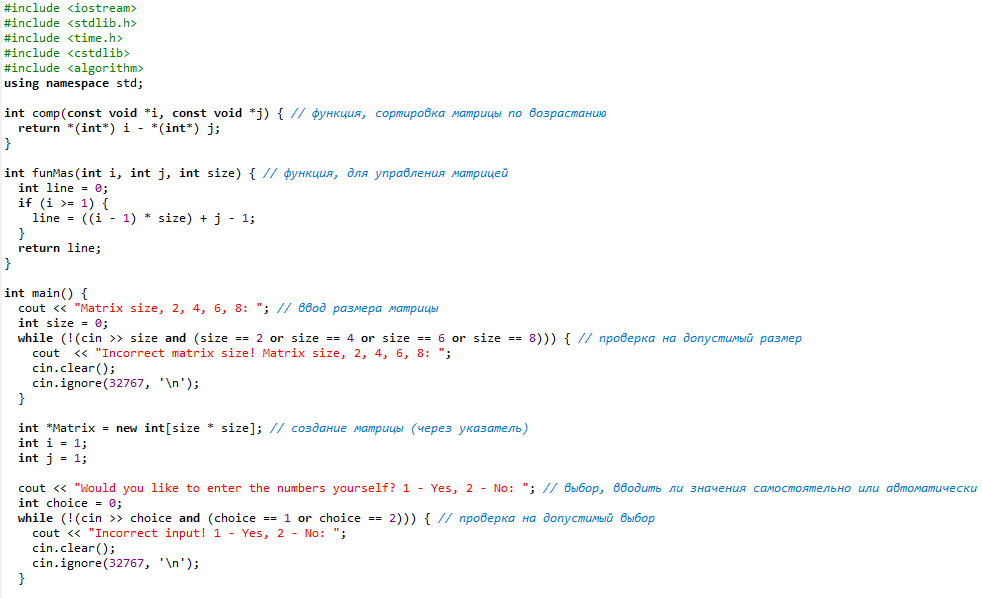 #include <iostream>
#include <stdlib.h>
#include <time.h>
#include <cstdlib>
#include <algorithm>
using namespace std;

int comp(const void *i, const void *j) { // функция, сортировка матрицы по возрастанию
  return *(int*) i - *(int*) j;
}

int funMas(int i, int j, int size) { // функция, для управления матрицей
  int line = 0;
  if (i >= 1) {
    line = ((i - 1) * size) + j - 1;
  }
  return line;
}

int main() {
  cout << "Matrix size, 2, 4, 6, 8: "; // ввод размера матрицы
  int size = 0;
  while (!(cin >> size and (size == 2 or size == 4 or size == 6 or size == 8))) { // проверка на допустимый размер
    cout  << "Incorrect matrix size! Matrix size, 2, 4, 6, 8: ";
    cin.clear();
    cin.ignore(32767, '\n');
  }

  int *Matrix = new int[size * size]; // создание матрицы (через указатель)
  int i = 1;
  int j = 1;

  cout << "Would you like to enter the numbers yourself? 1 - Yes, 2 - No: "; // выбор, вводить ли значения самостоятельно или автоматически
  int choice = 0;
  while (!(cin >> choice and (choice == 1 or choice == 2))) { // проверка на допустимый выбор
    cout << "Incorrect input! 1 - Yes, 2 - No: ";
    cin.clear();
    cin.ignore(32767, '\n');
  }